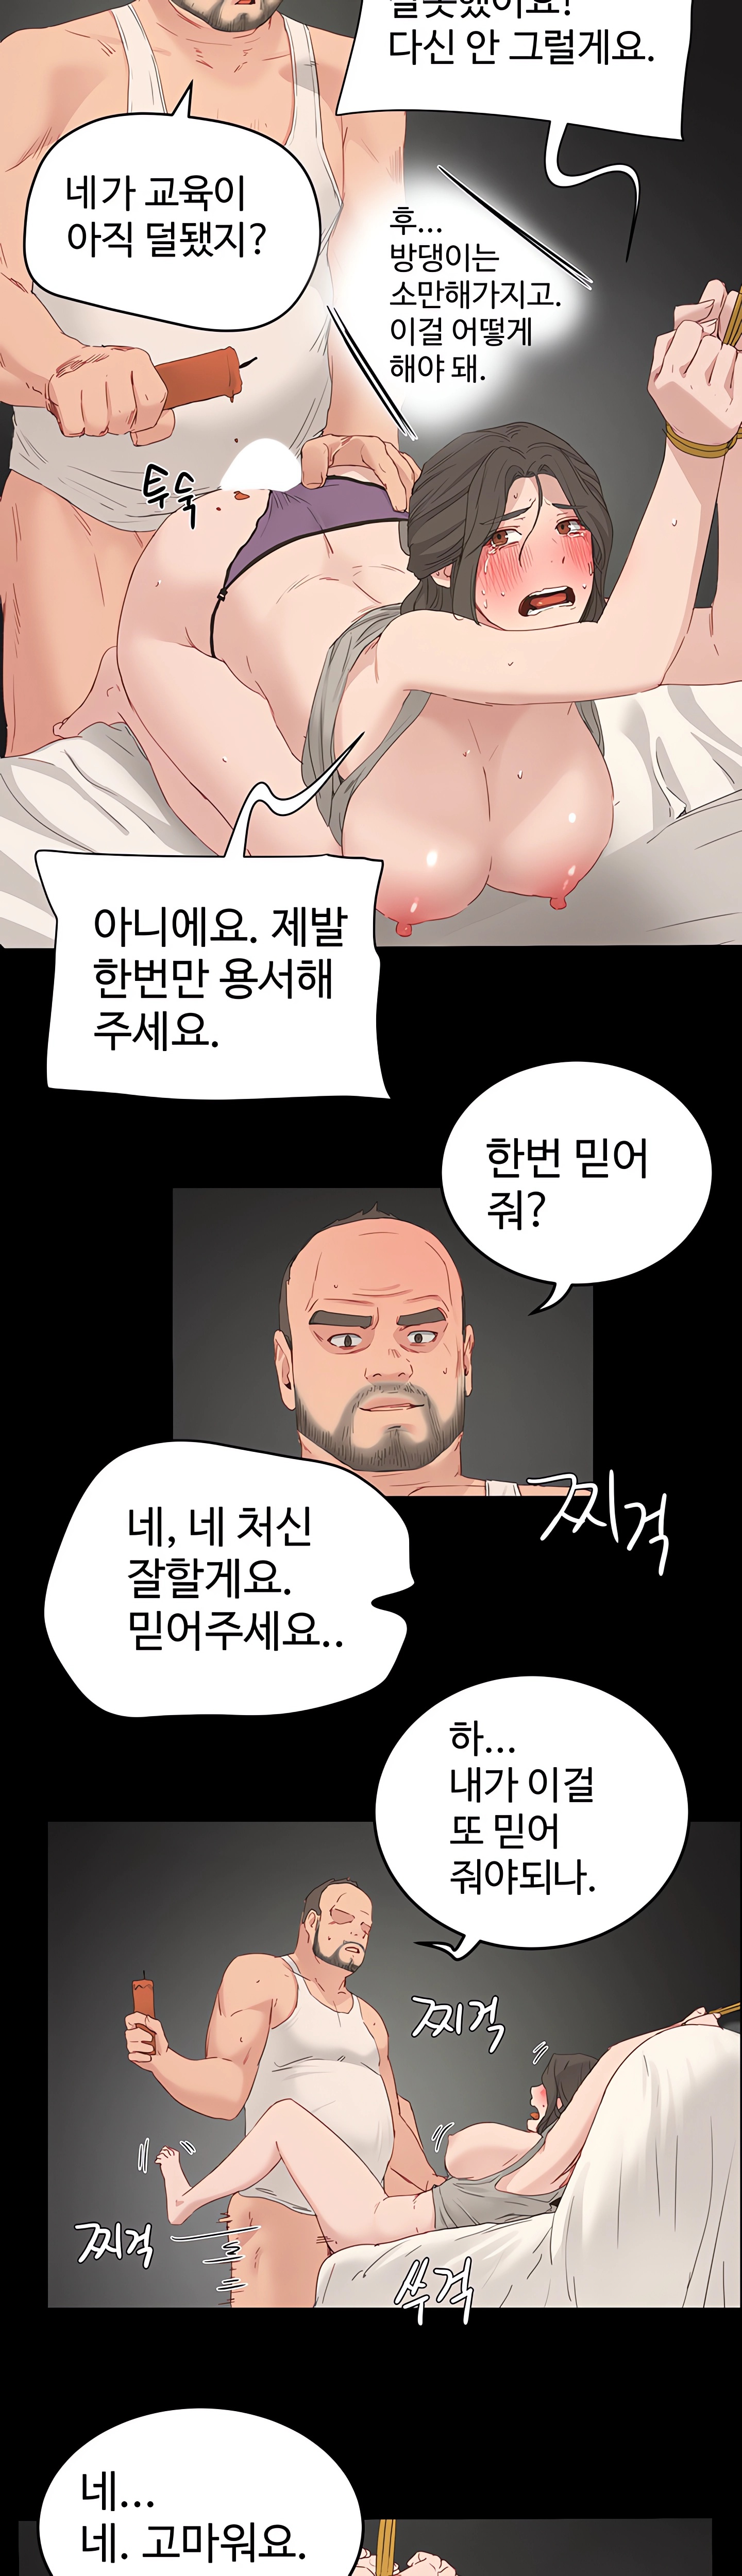 잘못했어요!
다신 안 그럴게요.
네가 교육이
아직 덜됐지?
후...
방댕이는
소만해가지고.
이걸 어떻게
해야 돼.
투둑
아니에요. 제발
한번만 용서해
주세요.
한번 믿어
줘?
찌걱
네, 네 처신
잘할게요.
믿어주세요..
하...
내가 이걸
또 믿어
줘야되나.
찌걱
찌걱
쑤걱
네...
네. 고마워요.